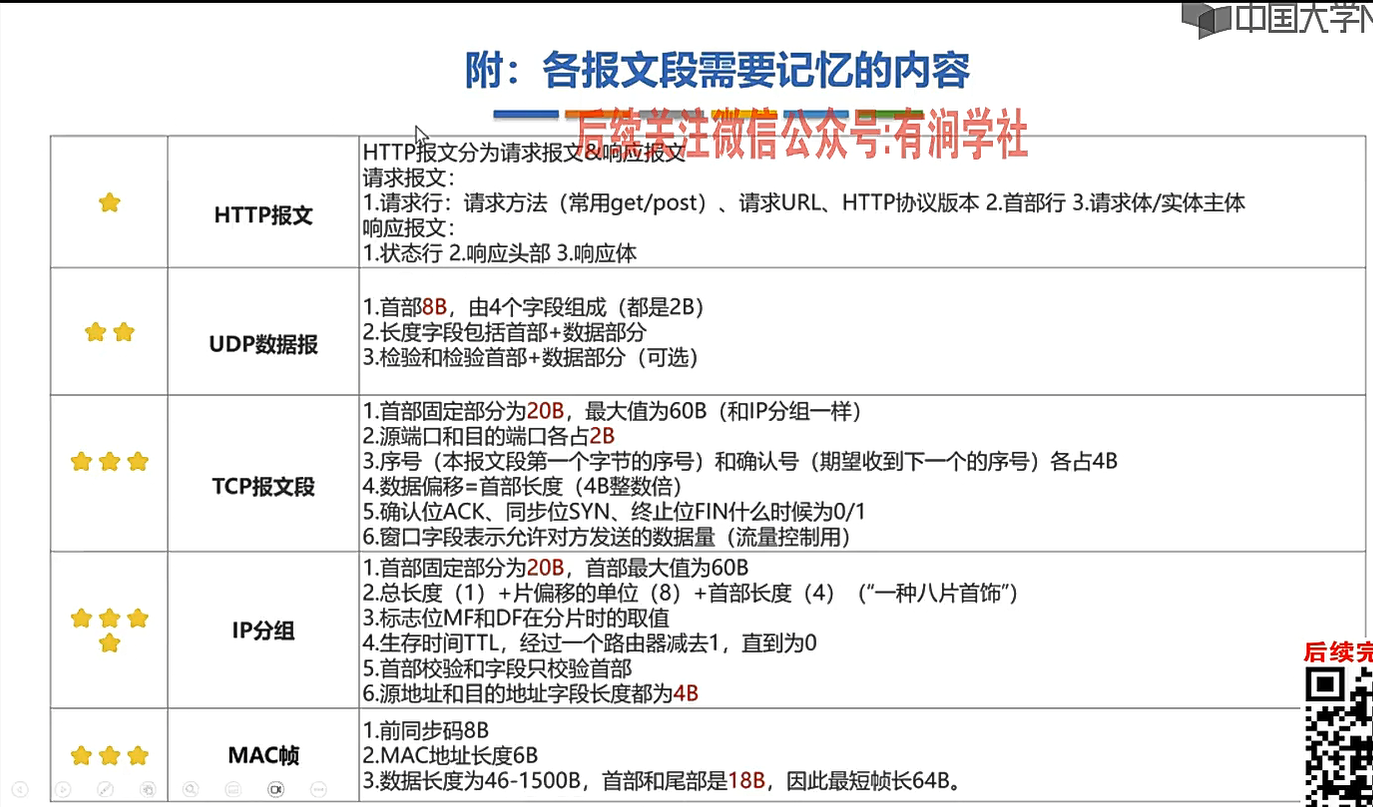 中国大学
附：各报文段需要记忆的内容
后续关注微信公众号:有涧学社
HTTP报文
HTTP报文分为请求报文&响应报文
请求报文：
1.请求行：请求方法（常用get/post）、请求URL、HTTP协议版本 2.首部行 3.请求体/实体主体
响应报文：
1.状态行 2.响应头部 3.响应体
UDP数据报
1.首部8B，由4个字段组成（都是2B）
2.长度字段包括首部+数据部分
3.检验和检验首部+数据部分（可选）
TCP报文段
1.首部固定部分为20B，最大值为60B（和IP分组一样）
2.源端口和目的端口各占2B
3.序号（本报文段第一个字节的序号）和确认号（期望收到下一个的序号）各占4B
4.数据偏移=首部长度（4B整数倍）
5.确认位ACK、同步位SYN、终止位FIN什么时候为0/1
6.窗口字段表示允许对方发送的数据量（流量控制用）
IP分组
1.首部固定部分为20B，首部最大值为60B
2.总长度（1）+片偏移的单位（8）+首部长度（4）（“一种八片首饰”）
3.标志位MF和DF在分片时的取值
4.生存时间TTL，经过一个路由器减去1，直到为0
5.首部校验和字段只校验首部
6.源地址和目的地址字段长度都为4B
后续完
MAC帧
1.前同步码8B
2.MAC地址长度6B
3.数据长度为46-1500B，首部和尾部是18B，因此最短帧长64B。